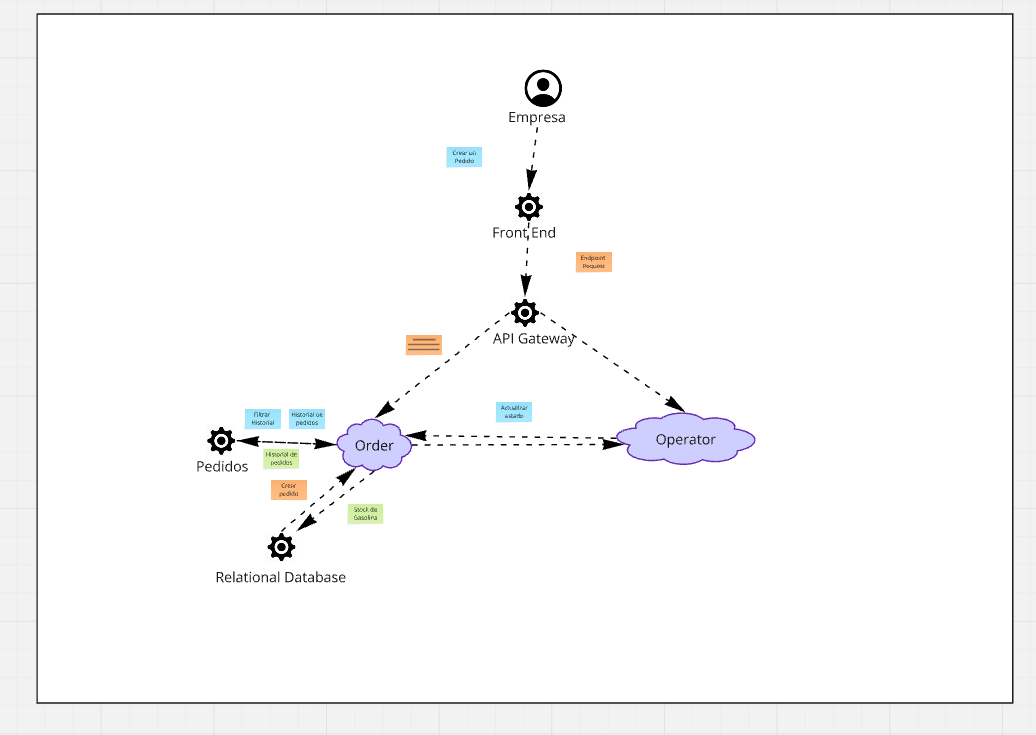 Empresa
Crear un
Pedido
Front End
Endpoint
Request
API Gateway
Actualizar
estado
Filtrar
Historial
Historial de
pedidos
Order
Operator
Pedidos
Historial de
pedidos
Crear
pedido
Stock de
Gasolina
Relational Database